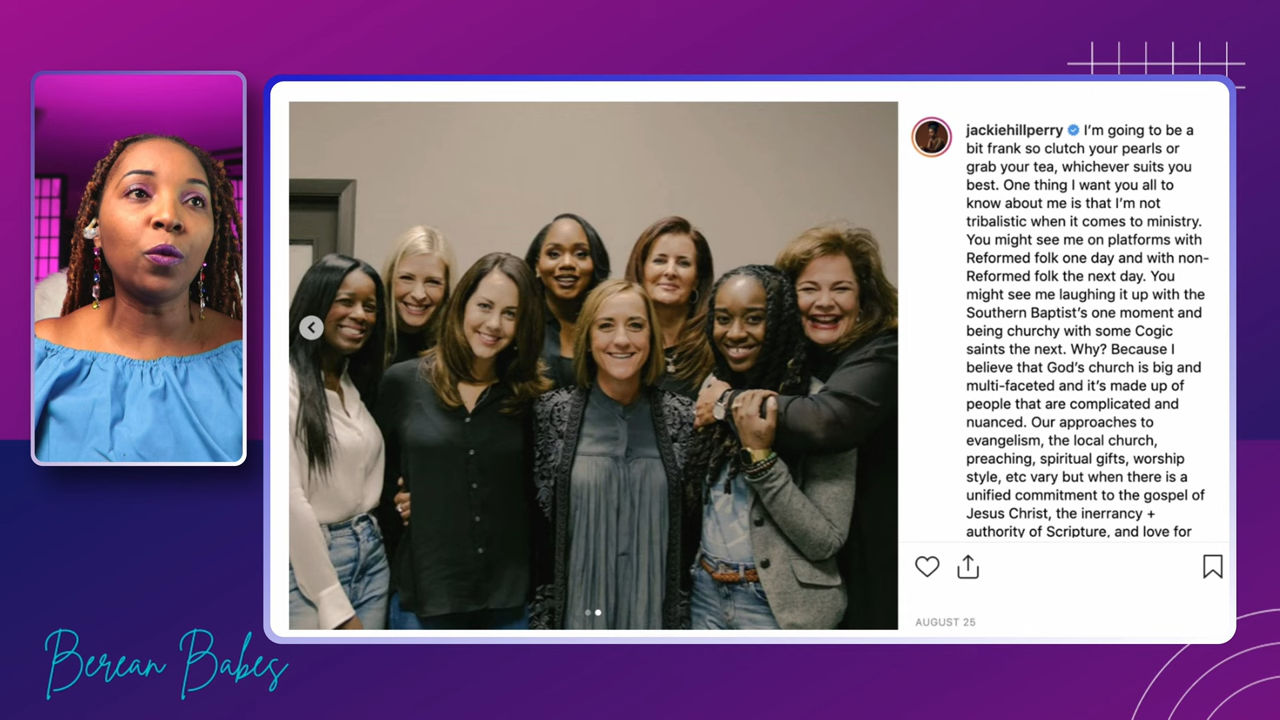 jackiehillperry I’m going to be a
bit frank so clutch your pearls or
grab your tea, whichever suits you
best. One thing I want you all to
know about me is that I’m not
tribalistic when it comes to ministry.
You might see me on platforms with
Reformed folk one day and with non-
Reformed folk the next day. You
might see me laughing it up with the
Southern Baptist’s one moment and
being churchy with some Cogic
saints the next. Why? Because I
believe that God’s church is big and
multi-faceted and it’s made up of
people that are complicated and
nuanced. Our approaches to
evangelism, the local church,
preaching, spiritual gifts, worship
style, etc vary but when there is a
unified commitment to the gospel of
Jesus Christ, the inerrancy +
authority of Scripture, and love for
AUGUST 25
Berean Babes